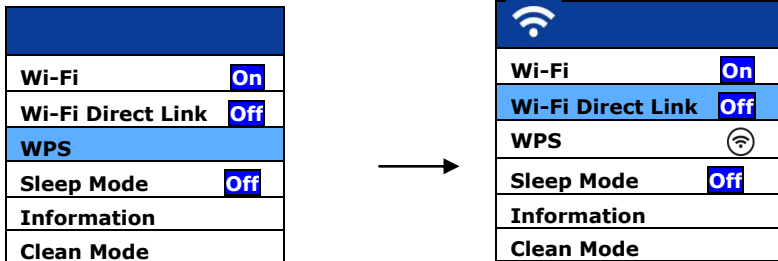 Wi-Fi On
Wi-Fi Direct Link Off
WPS
Sleep Mode Off
Information
Clean Mode
Wi-Fi On
Wi-Fi Direct Link Off
WPS
Sleep Mode Off
Information
Clean Mode